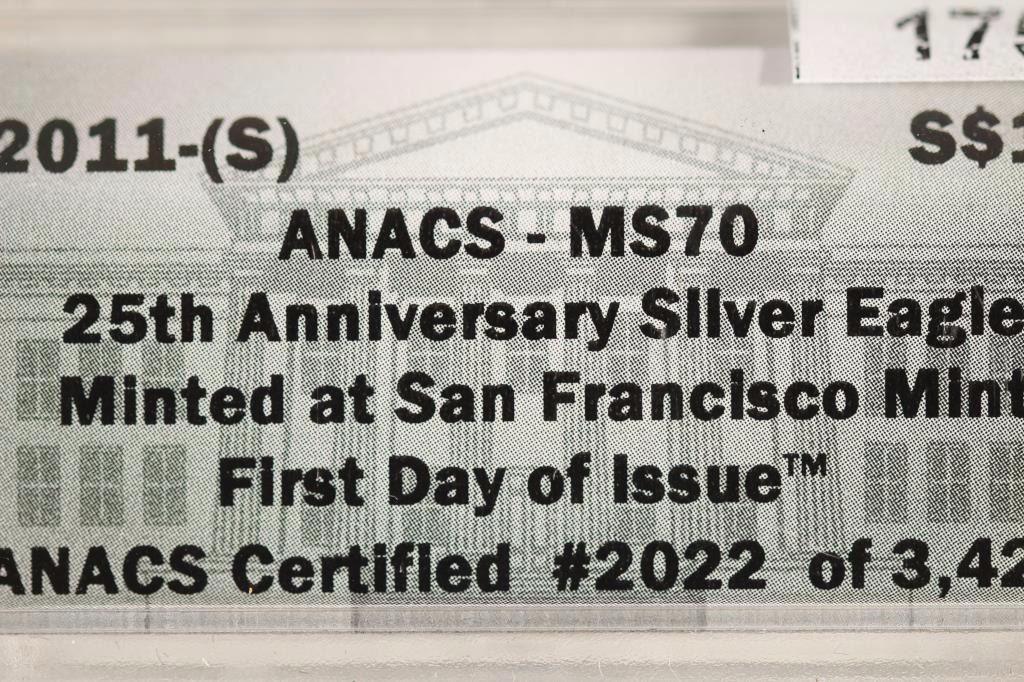 175
2011-(S) S$1
ANACS - MS70
25th Anniversary Silver Eagle
Minted at San Francisco Mint
First Day of Issue™
ANACS Certified #2022 of 3,42